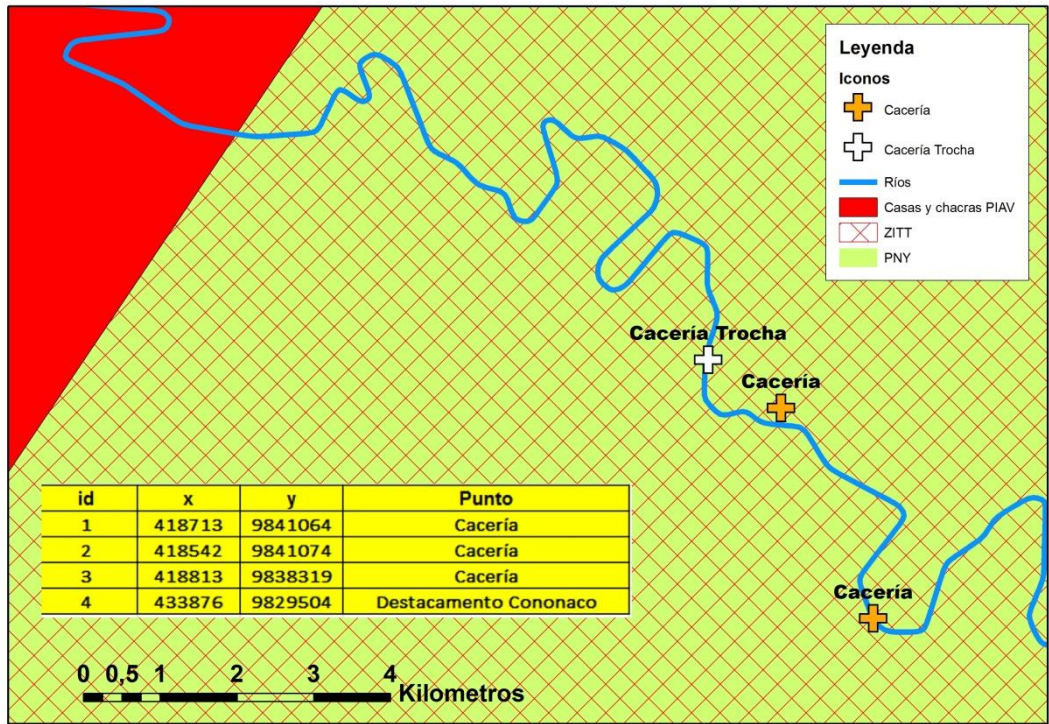 Leyenda
Iconos
Cacería
Cacería Trocha
Ríos
Casas y chacras PIAV
ZITT
PNY
Cacería Trocha
Cacería
Cacería
id x y Punto
1 418713 9841064 Cacería
2 418542 9841074 Cacería
3 418813 9838319 Cacería
4 433876 9829504 Destacamento Cononaco
0 0,5 1 2 3 4
Kilometros